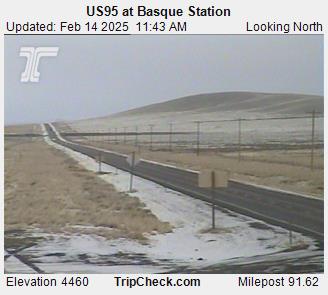 US95 at Basque Station
Updated: Feb 14 2025 11:43 AM Looking North
Elevation 4460 TripCheck.com Milepost 91.62